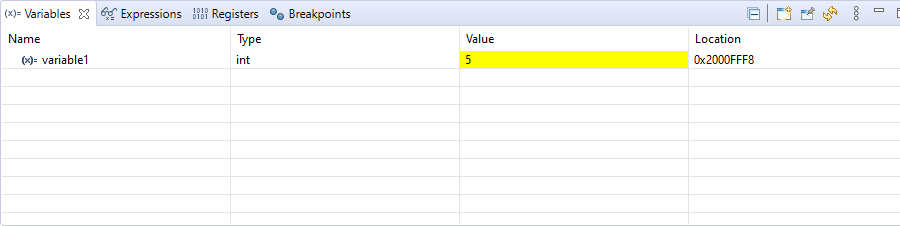 (x)= Variables Expressions 1010 0101 Registers Breakpoints
Name Type Value Location
(x)= variable1 int 5 0x2000FFF8